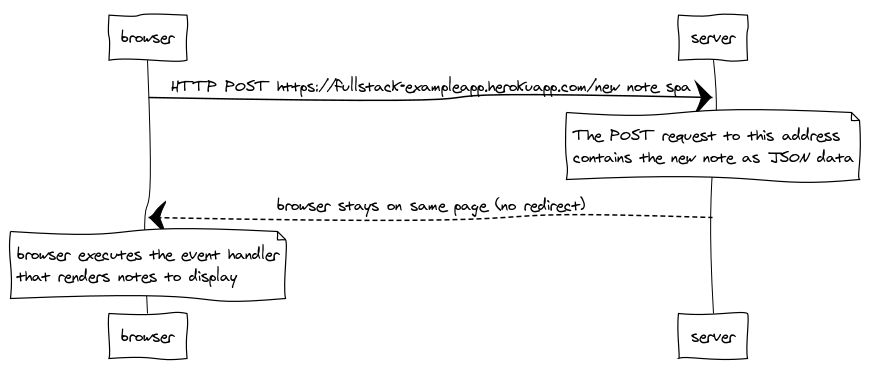 browser
server
HTTP POST https://fullstack-exampleapp.herokuapp.com/new note spa
The POST request to this address
contains the new note as JSON data
browser stays on same page (no redirect)
browser executes the event handler
that renders notes to display
browser
server